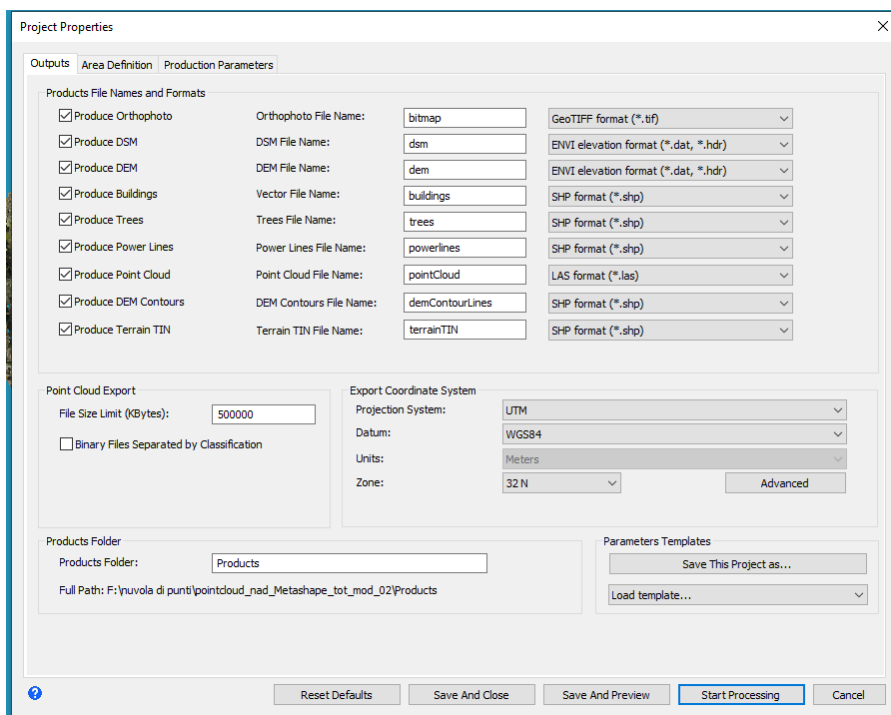 Project Properties
Outputs Area Definition Production Parameters
Products File Names and Formats
Produce Orthophoto Orthophoto File Name: bitmap GeoTIFF format (*.tif)
Produce DSM DSM File Name: dsm ENVI elevation format (*.dat, *.hdr)
Produce DEM DEM File Name: dem ENVI elevation format (*.dat, *.hdr)
Produce Buildings Vector File Name: buildings SHP format (*.shp)
Produce Trees Trees File Name: trees SHP format (*.shp)
Produce Power Lines Power Lines File Name: powerlines SHP format (*.shp)
Produce Point Cloud Point Cloud File Name: pointCloud LAS format (*.las)
Produce DEM Contours DEM Contours File Name: demContourLines SHP format (*.shp)
Produce Terrain TIN Terrain TIN File Name: terrainTIN SHP format (*.shp)
Point Cloud Export
File Size Limit (KBytes): 500000
Binary Files Separated by Classification
Export Coordinate System
Projection System: UTM
Datum: WGS84
Units: Meters
Zone: 32 N Advanced
Products Folder
Products Folder: Products
Full Path: F:\nuvola di punti\pointcloud_nad_Metashape_tot_mod_02\Products
Parameters Templates
Save This Project as...
Load template...
Reset Defaults Save And Close Save And Preview Start Processing Cancel